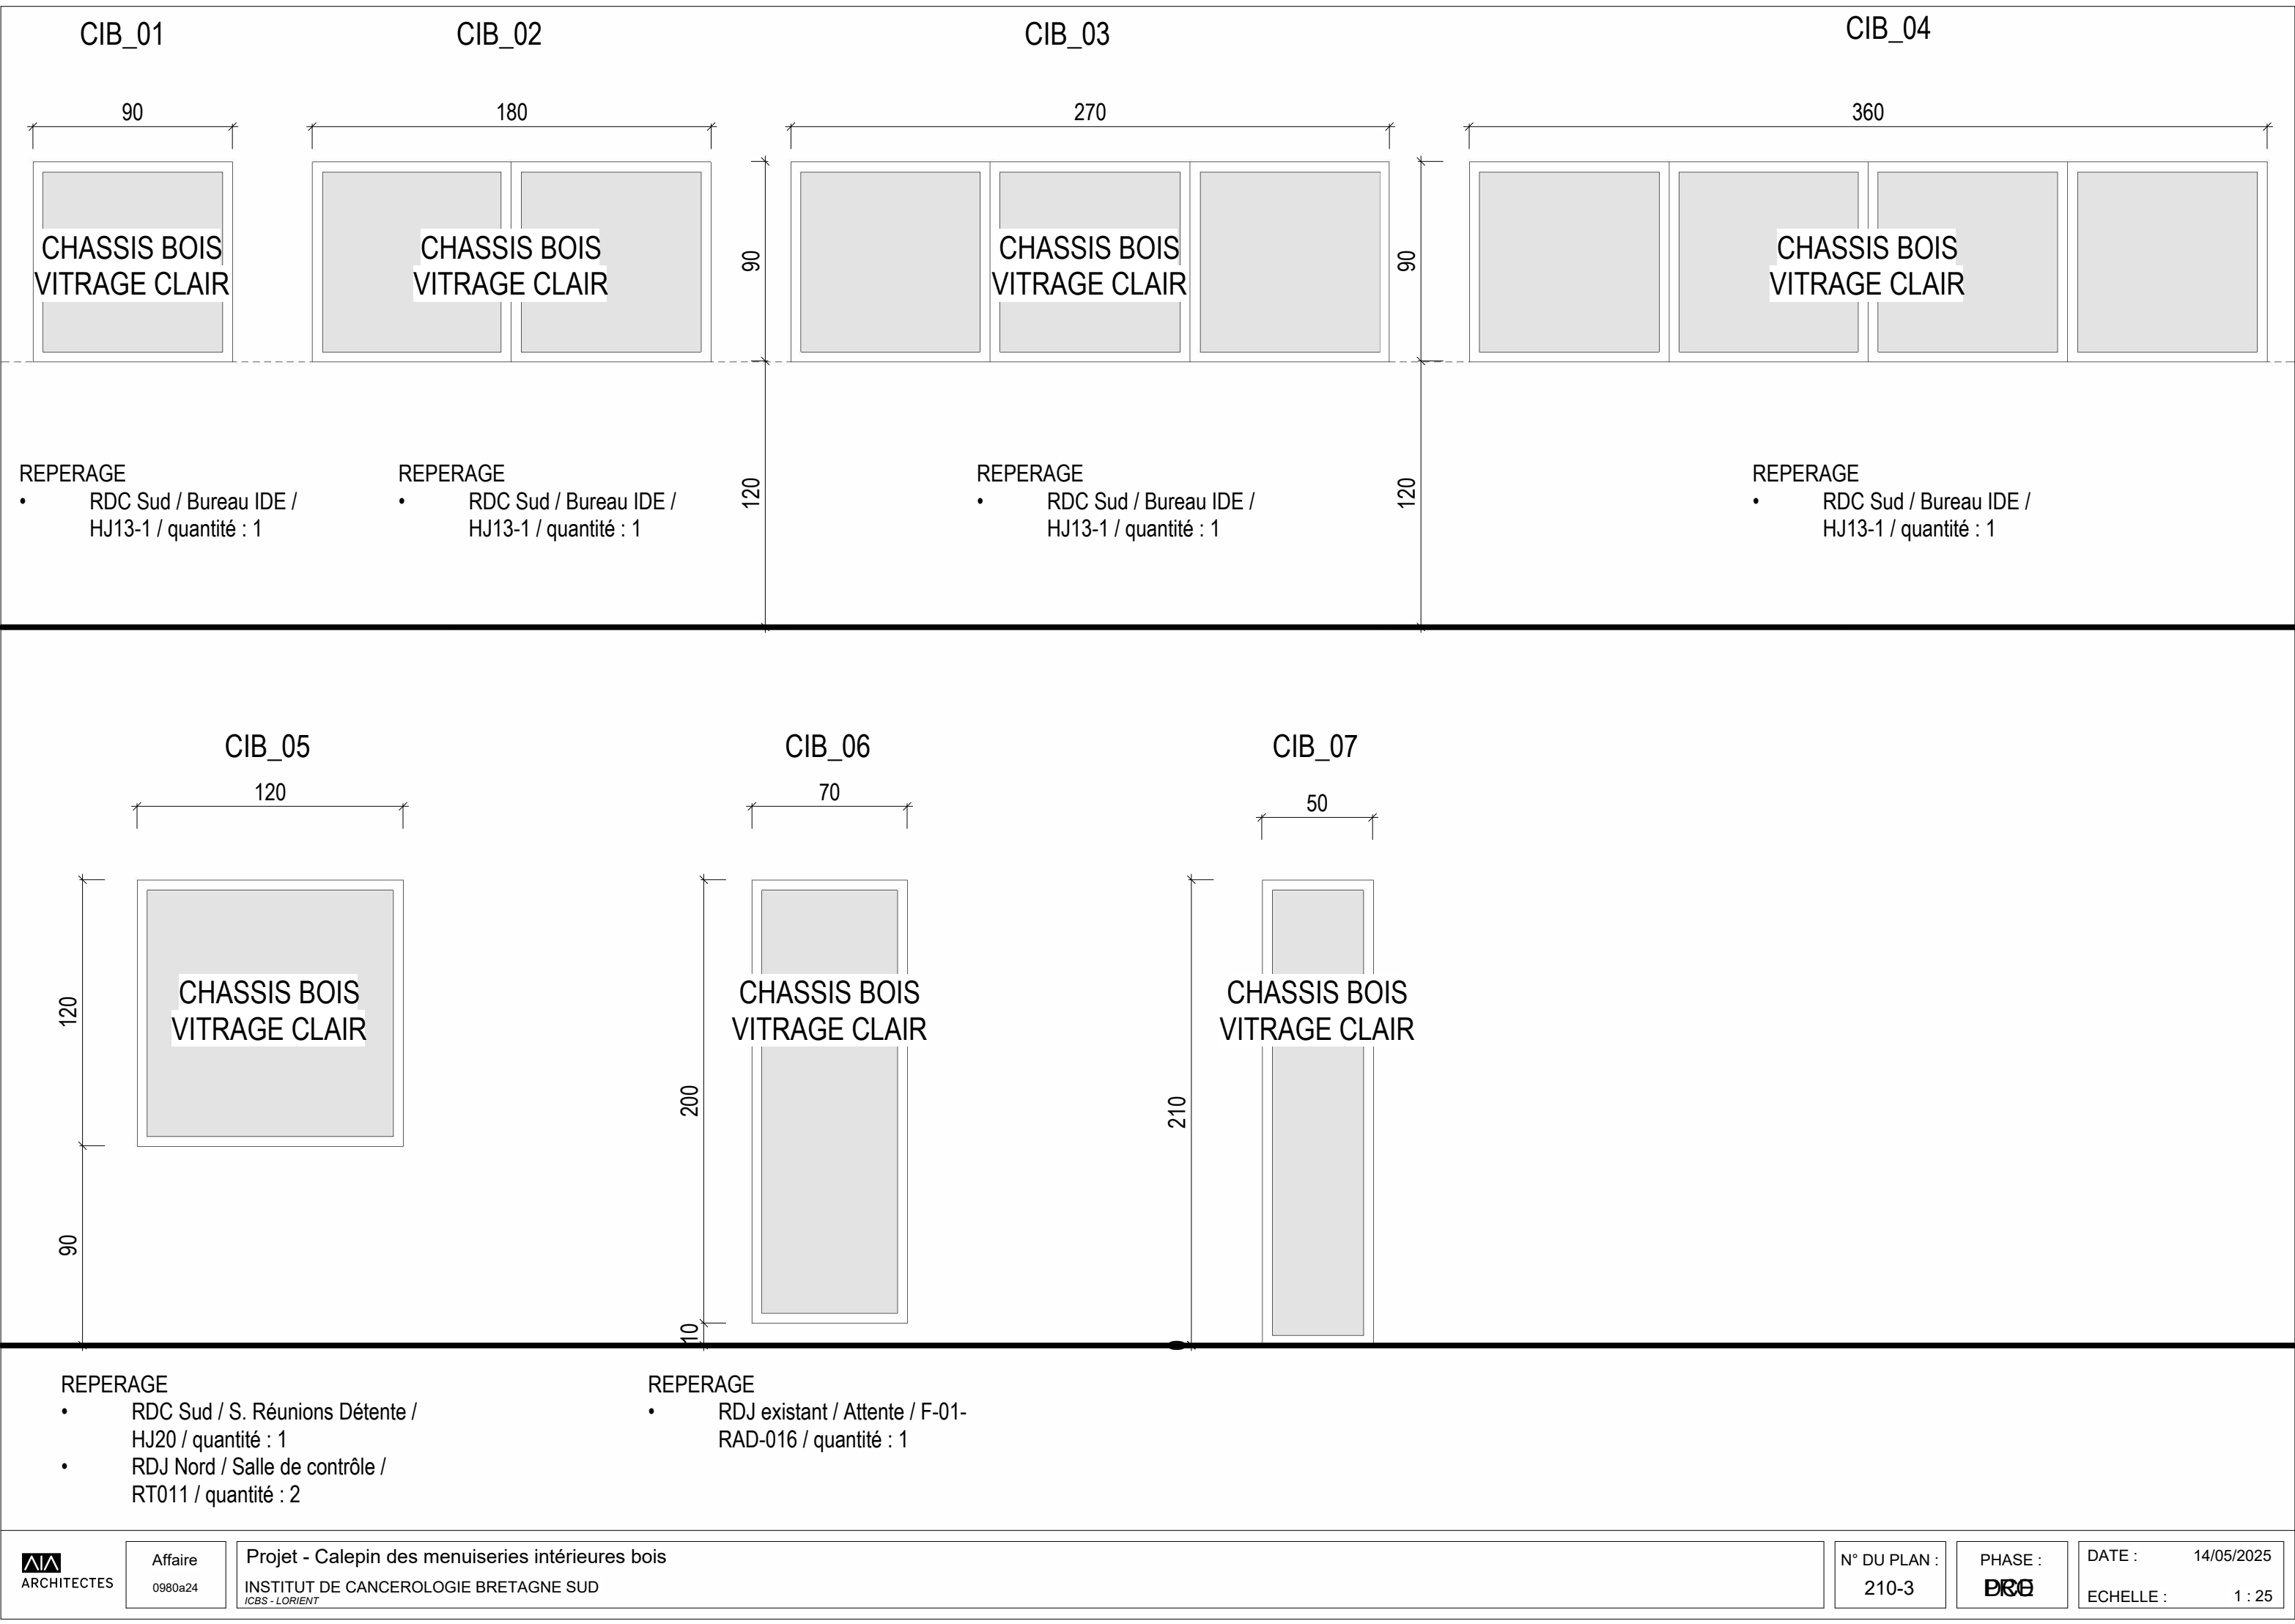 CIB_01
CIB_02
CIB_03
CIB_04
90
180
270
360
CHASSIS BOIS
VITRAGE CLAIR
CHASSIS BOIS
VITRAGE CLAIR
90
CHASSIS BOIS
VITRAGE CLAIR
90
CHASSIS BOIS
VITRAGE CLAIR
REPERAGE
• RDC Sud / Bureau IDE /
HJ13-1 / quantité : 1
REPERAGE
• RDC Sud / Bureau IDE /
HJ13-1 / quantité : 1
120
REPERAGE
• RDC Sud / Bureau IDE /
HJ13-1 / quantité : 1
120
REPERAGE
• RDC Sud / Bureau IDE /
HJ13-1 / quantité : 1
CIB_05
CIB_06
CIB_07
120
70
50
120
CHASSIS BOIS
VITRAGE CLAIR
90
CHASSIS BOIS
VITRAGE CLAIR
200
10
CHASSIS BOIS
VITRAGE CLAIR
210
0
REPERAGE
• RDC Sud / S. Réunions Détente /
HJ20 / quantité : 1
• RDJ Nord / Salle de contrôle /
RT011 / quantité : 2
REPERAGE
• RDJ existant / Attente / F-01-
RAD-016 / quantité : 1
AIA
ARCHITECTES
Affaire
0980a24
Projet - Calepin des menuiseries intérieures bois
INSTITUT DE CANCEROLOGIE BRETAGNE SUD
ICBS - LORIENT
N° DU PLAN :
210-3
PHASE :
DATE : 14/05/2025
ECHELLE : 1 : 25